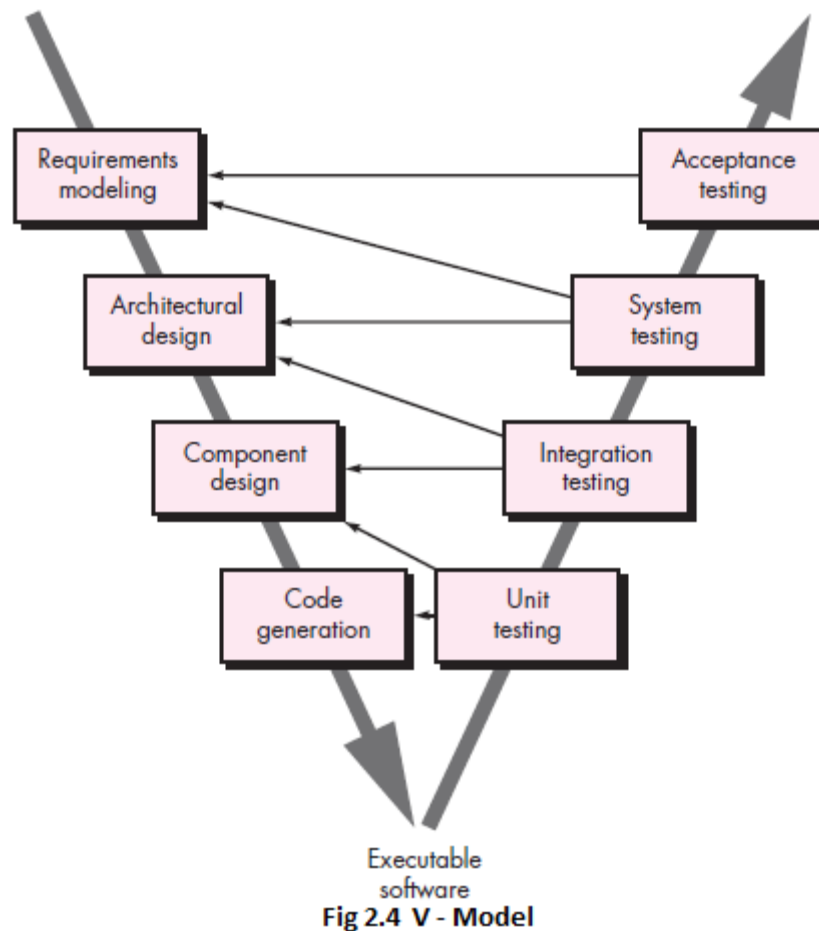 Requirements
modeling
Acceptance
testing
Architectural
design
System
testing
Component
design
Integration
testing
Code
generation
Unit
testing
Executable
software
Fig 2.4 V - Model